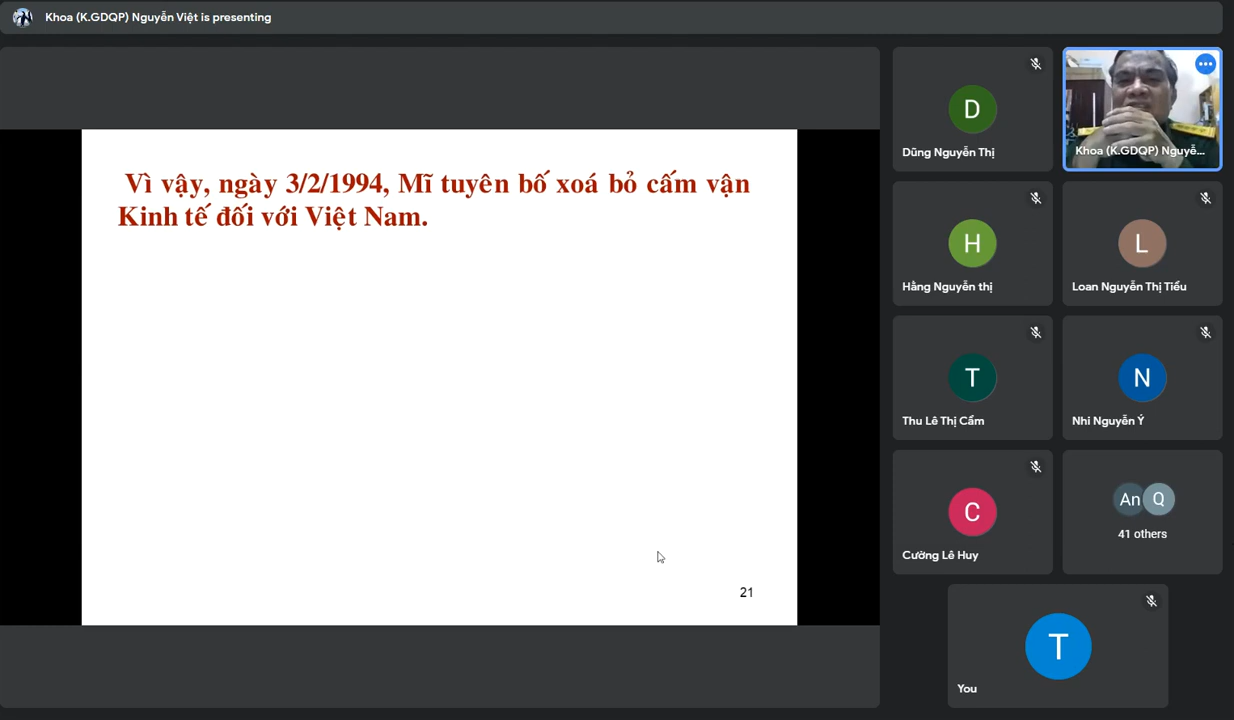 Khoa (K.GDQP) Nguyễn Việt is presenting
Vì vậy, ngày 3/2/1994, Mĩ tuyên bố xoá bỏ cấm vận
Kinh tế đối với Việt Nam.
21
D
Dũng Nguyễn Thị
Khoa (K.GDQP) Nguyễ...
H
Hằng Nguyễn thị
L
Loan Nguyễn Thị Tiểu
T
Thu Lê Thị Cẩm
N
Nhi Nguyễn Ý
C
Cường Lê Huy
An Q
41 others
T
You